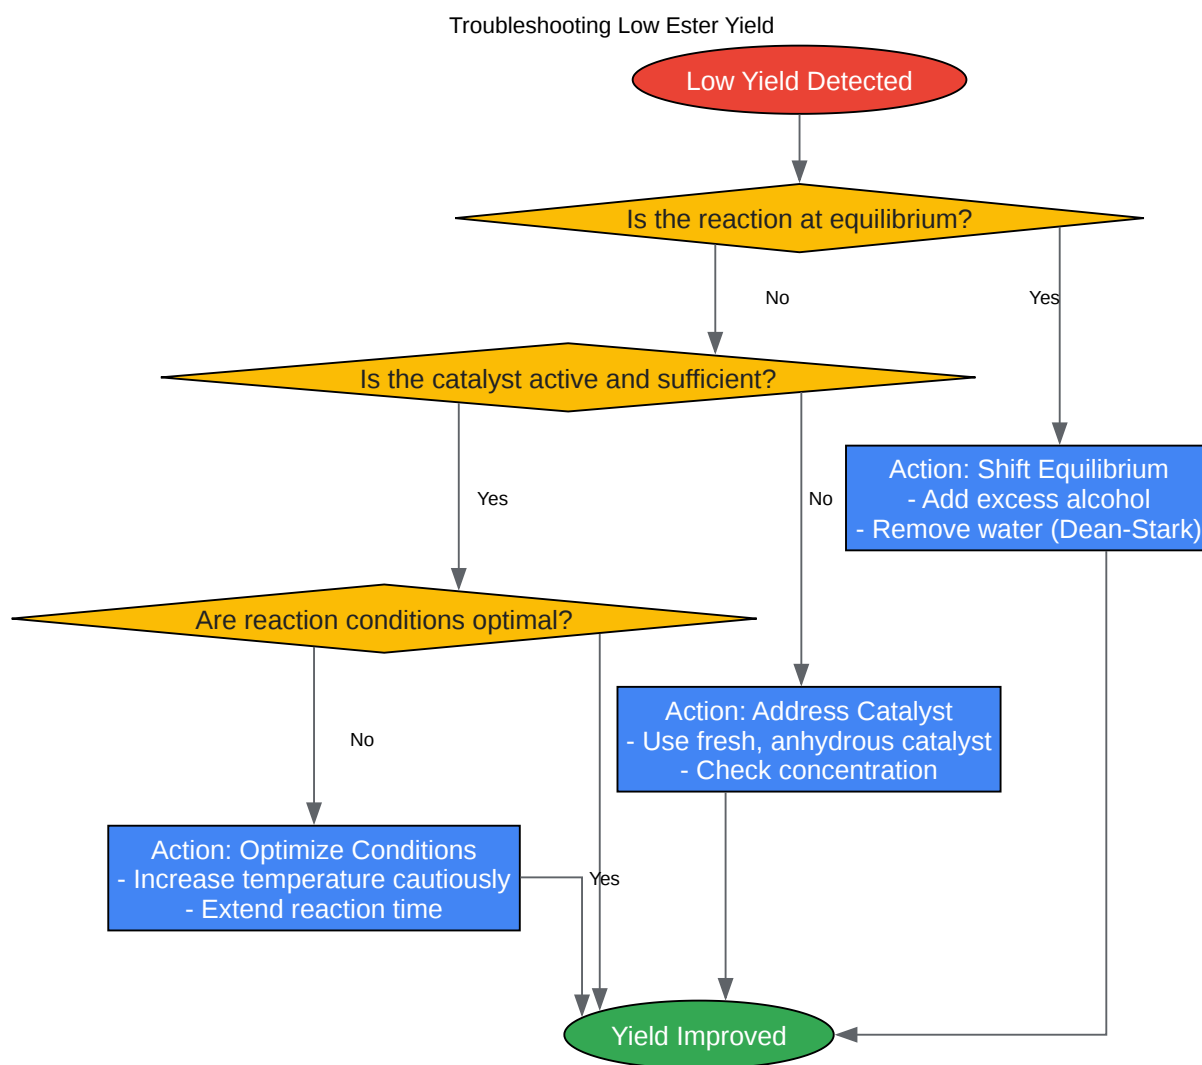 Troubleshooting Low Ester Yield
Low Yield Detected
Is the reaction at equilibrium?
No
Yes
Is the catalyst active and sufficient?
Action: Shift Equilibrium
- Add excess alcohol
- Remove water (Dean-Stark)
Yes
No
Are reaction conditions optimal?
Action: Address Catalyst
- Use fresh, anhydrous catalyst
- Check concentration
No
Action: Optimize Conditions
- Increase temperature cautiously
- Extend reaction time
Yes
Yield Improved